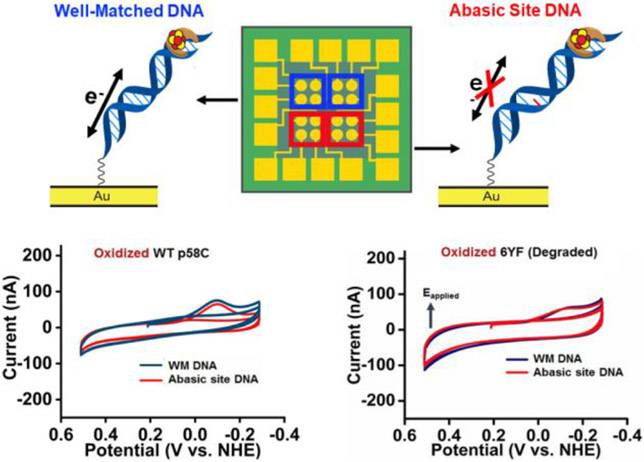 Well-Matched DNA
Abasic Site DNA
e-
e
-
Au
Au
Oxidized WT p58C
Current (nA)
200
100
0
-100
-200
WM DNA
Abasic site DNA
0.6 0.4 0.2 0.0 -0.2 -0.4
Potential (V vs. NHE)
Oxidized 6YF (Degraded)
Eapplied
Current (nA)
200
100
0
-100
-200
WM DNA
Abasic site DNA
0.6 0.4 0.2 0.0 -0.2 -0.4
Potential (V vs. NHE)